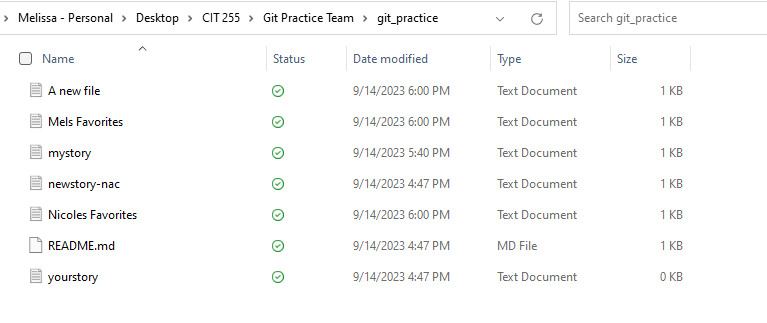 Melissa - Personal > Desktop > CIT 255 > Git Practice Team > git_practice Search git_practice
Name Status Date modified Type Size
A new file 9/14/2023 6:00 PM Text Document 1 KB
Mels Favorites 9/14/2023 6:00 PM Text Document 1 KB
mystory 9/14/2023 5:40 PM Text Document 1 KB
newstory-nac 9/14/2023 4:47 PM Text Document 1 KB
Nicoles Favorites 9/14/2023 6:00 PM Text Document 1 KB
README.md 9/14/2023 4:47 PM MD File 1 KB
yourstory 9/14/2023 4:47 PM Text Document 0 KB